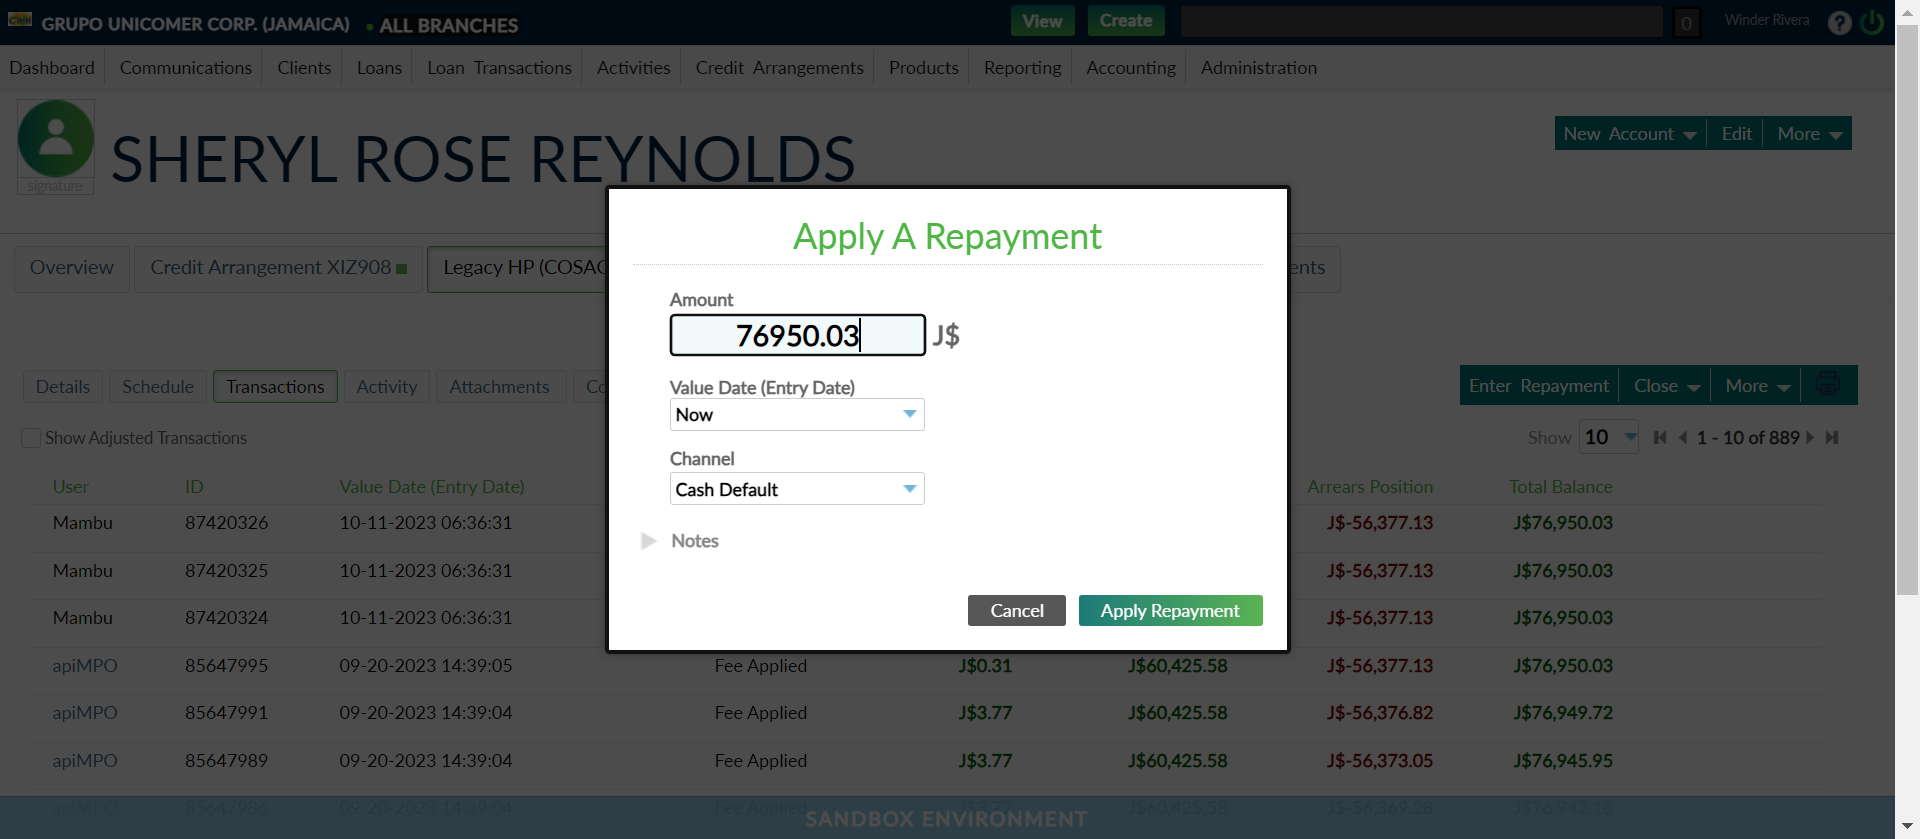 GRUPO UNICOMER CORP. (JAMAICA) ALL BRANCHES View Create 0 Winder Rivera ?
Dashboard Communications Clients Loans Loan Transactions Activities Credit Arrangements Products Reporting Accounting Administration
SHERYL ROSE REYNOLDS
signature
New Account Edit More
Overview Credit Arrangement XIZ908 Legacy HP (COSAC ents
Apply A Repayment
Amount
76950.03 J$
Value Date (Entry Date)
Now
Channel
Cash Default
Notes
Cancel Apply Repayment
Details Schedule Transactions Activity Attachments Co
Enter Repayment Close More
Show Adjusted Transactions
Show 10 1 - 10 of 889
User ID Value Date (Entry Date) Arrears Position Total Balance
Mambu 87420326 10-11-2023 06:36:31 J$-56,377.13 J$76,950.03
Mambu 87420325 10-11-2023 06:36:31 J$-56,377.13 J$76,950.03
Mambu 87420324 10-11-2023 06:36:31 J$-56,377.13 J$76,950.03
apiMPO 85647995 09-20-2023 14:39:05 Fee Applied J$0.31 J$60,425.58 J$-56,377.13 J$76,950.03
apiMPO 85647991 09-20-2023 14:39:04 Fee Applied J$3.77 J$60,425.58 J$-56,376.82 J$76,949.72
apiMPO 85647989 09-20-2023 14:39:04 Fee Applied J$3.77 J$60,425.58 J$-56,373.05 J$76,945.95
apiMPO 85647986 09-20-2023 14:39:04 Fee Applied J$3.77 J$60,425.58 J$-56,369.28 J$76,942.18
SANDBOX ENVIRONMENT